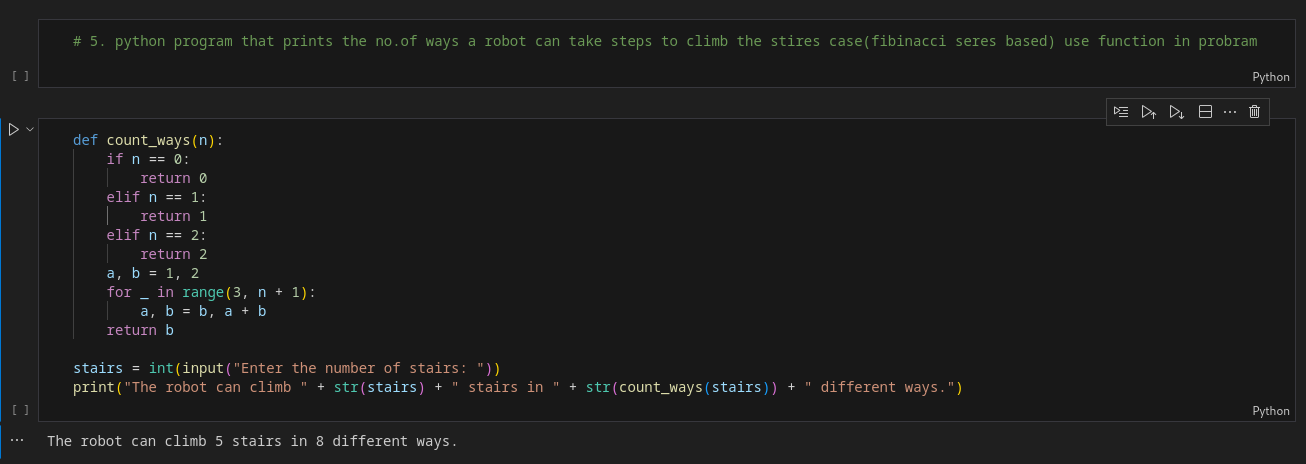 # 5. python program that prints the no.of ways a robot can take steps to climb the stires case(fibinacci seres based) use function in probram
[ ]
Python
def count_ways(n):
    if n == 0:
        return 0
    elif n == 1:
        return 1
    elif n == 2:
        return 2
    a, b = 1, 2
    for _ in range(3, n + 1):
        a, b = b, a + b
    return b
stairs = int(input("Enter the number of stairs: "))
print("The robot can climb " + str(stairs) + " stairs in " + str(count_ways(stairs)) + " different ways.")
[ ]
Python
The robot can climb 5 stairs in 8 different ways.